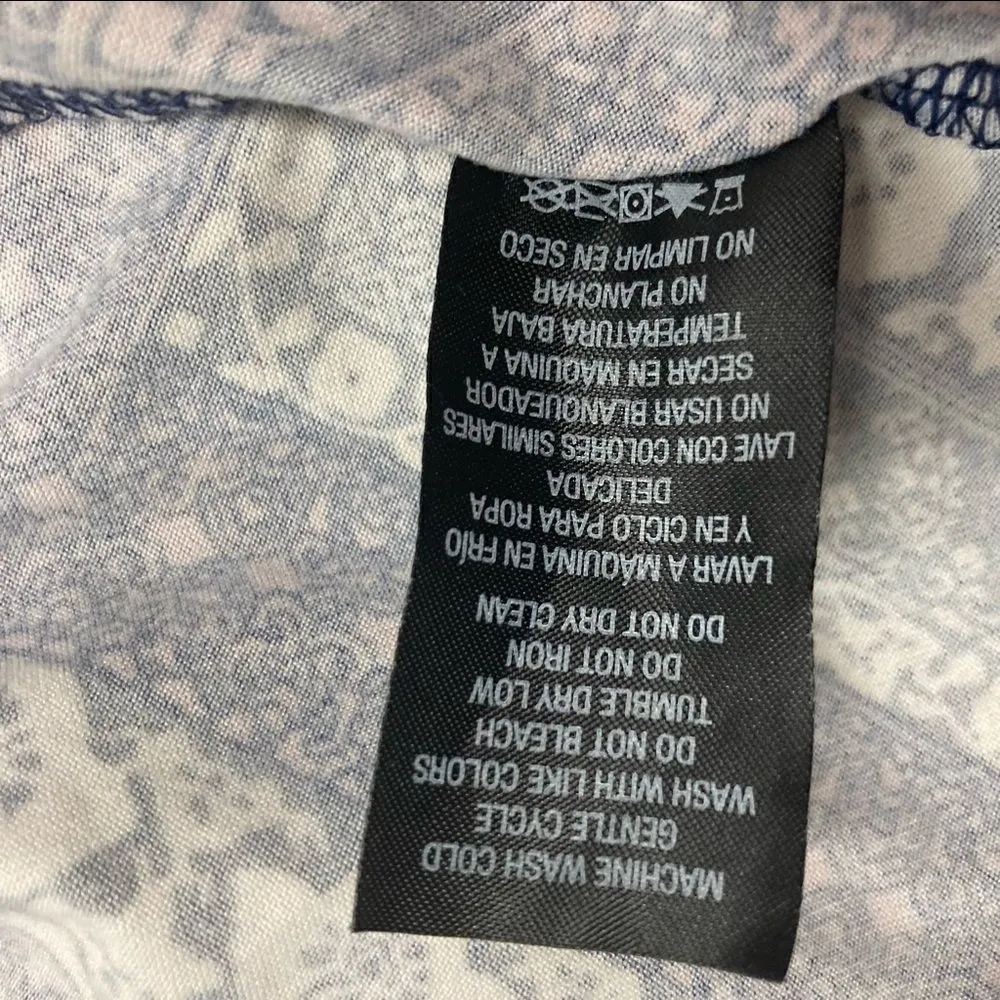 MACHINE WASH COLD
GENTLE CYCLE
WASH WITH LIKE COLORS
DO NOT BLEACH
TUMBLE DRY LOW
DO NOT IRON
DO NOT DRY CLEAN
LAVAR A MÁQUINA EN FRÍO
Y EN CICLO PARA ROPA
DELICADA
LAVE CON COLORES SIMILARES
NO USAR BLANQUEADOR
SECAR EN MAQUINA A
TEMPERATURA BAJA
NO PLANCHAR
NO LIMPIAR EN SECO